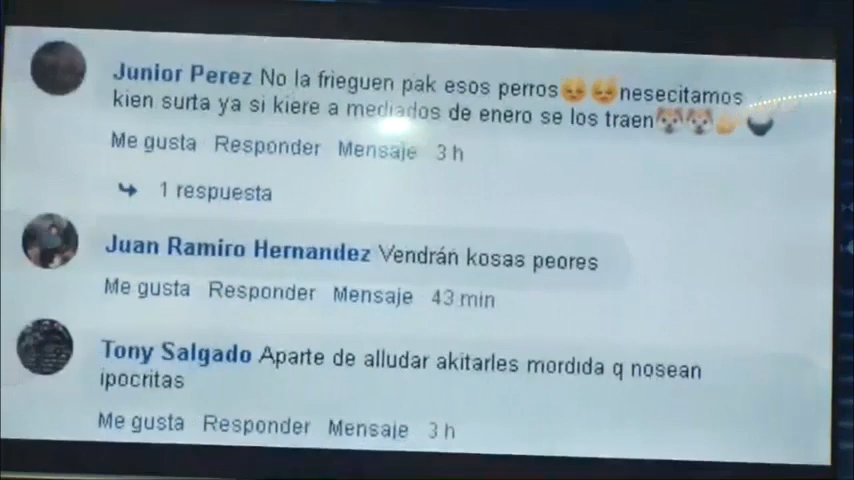 Junior Perez No la frieguen pak esos perros😔😔nesecitamos
kien surta ya si kiere a mediados de enero se los traen
Me gusta Responder Mensaje 3 h
1 respuesta
Juan Ramiro Hernandez Vendrán kosas peores
Me gusta Responder Mensaje 43 min
Tony Salgado Aparte de alludar akitarles mordida q nosean
ipocritas
Me gusta Responder Mensaje 3 h